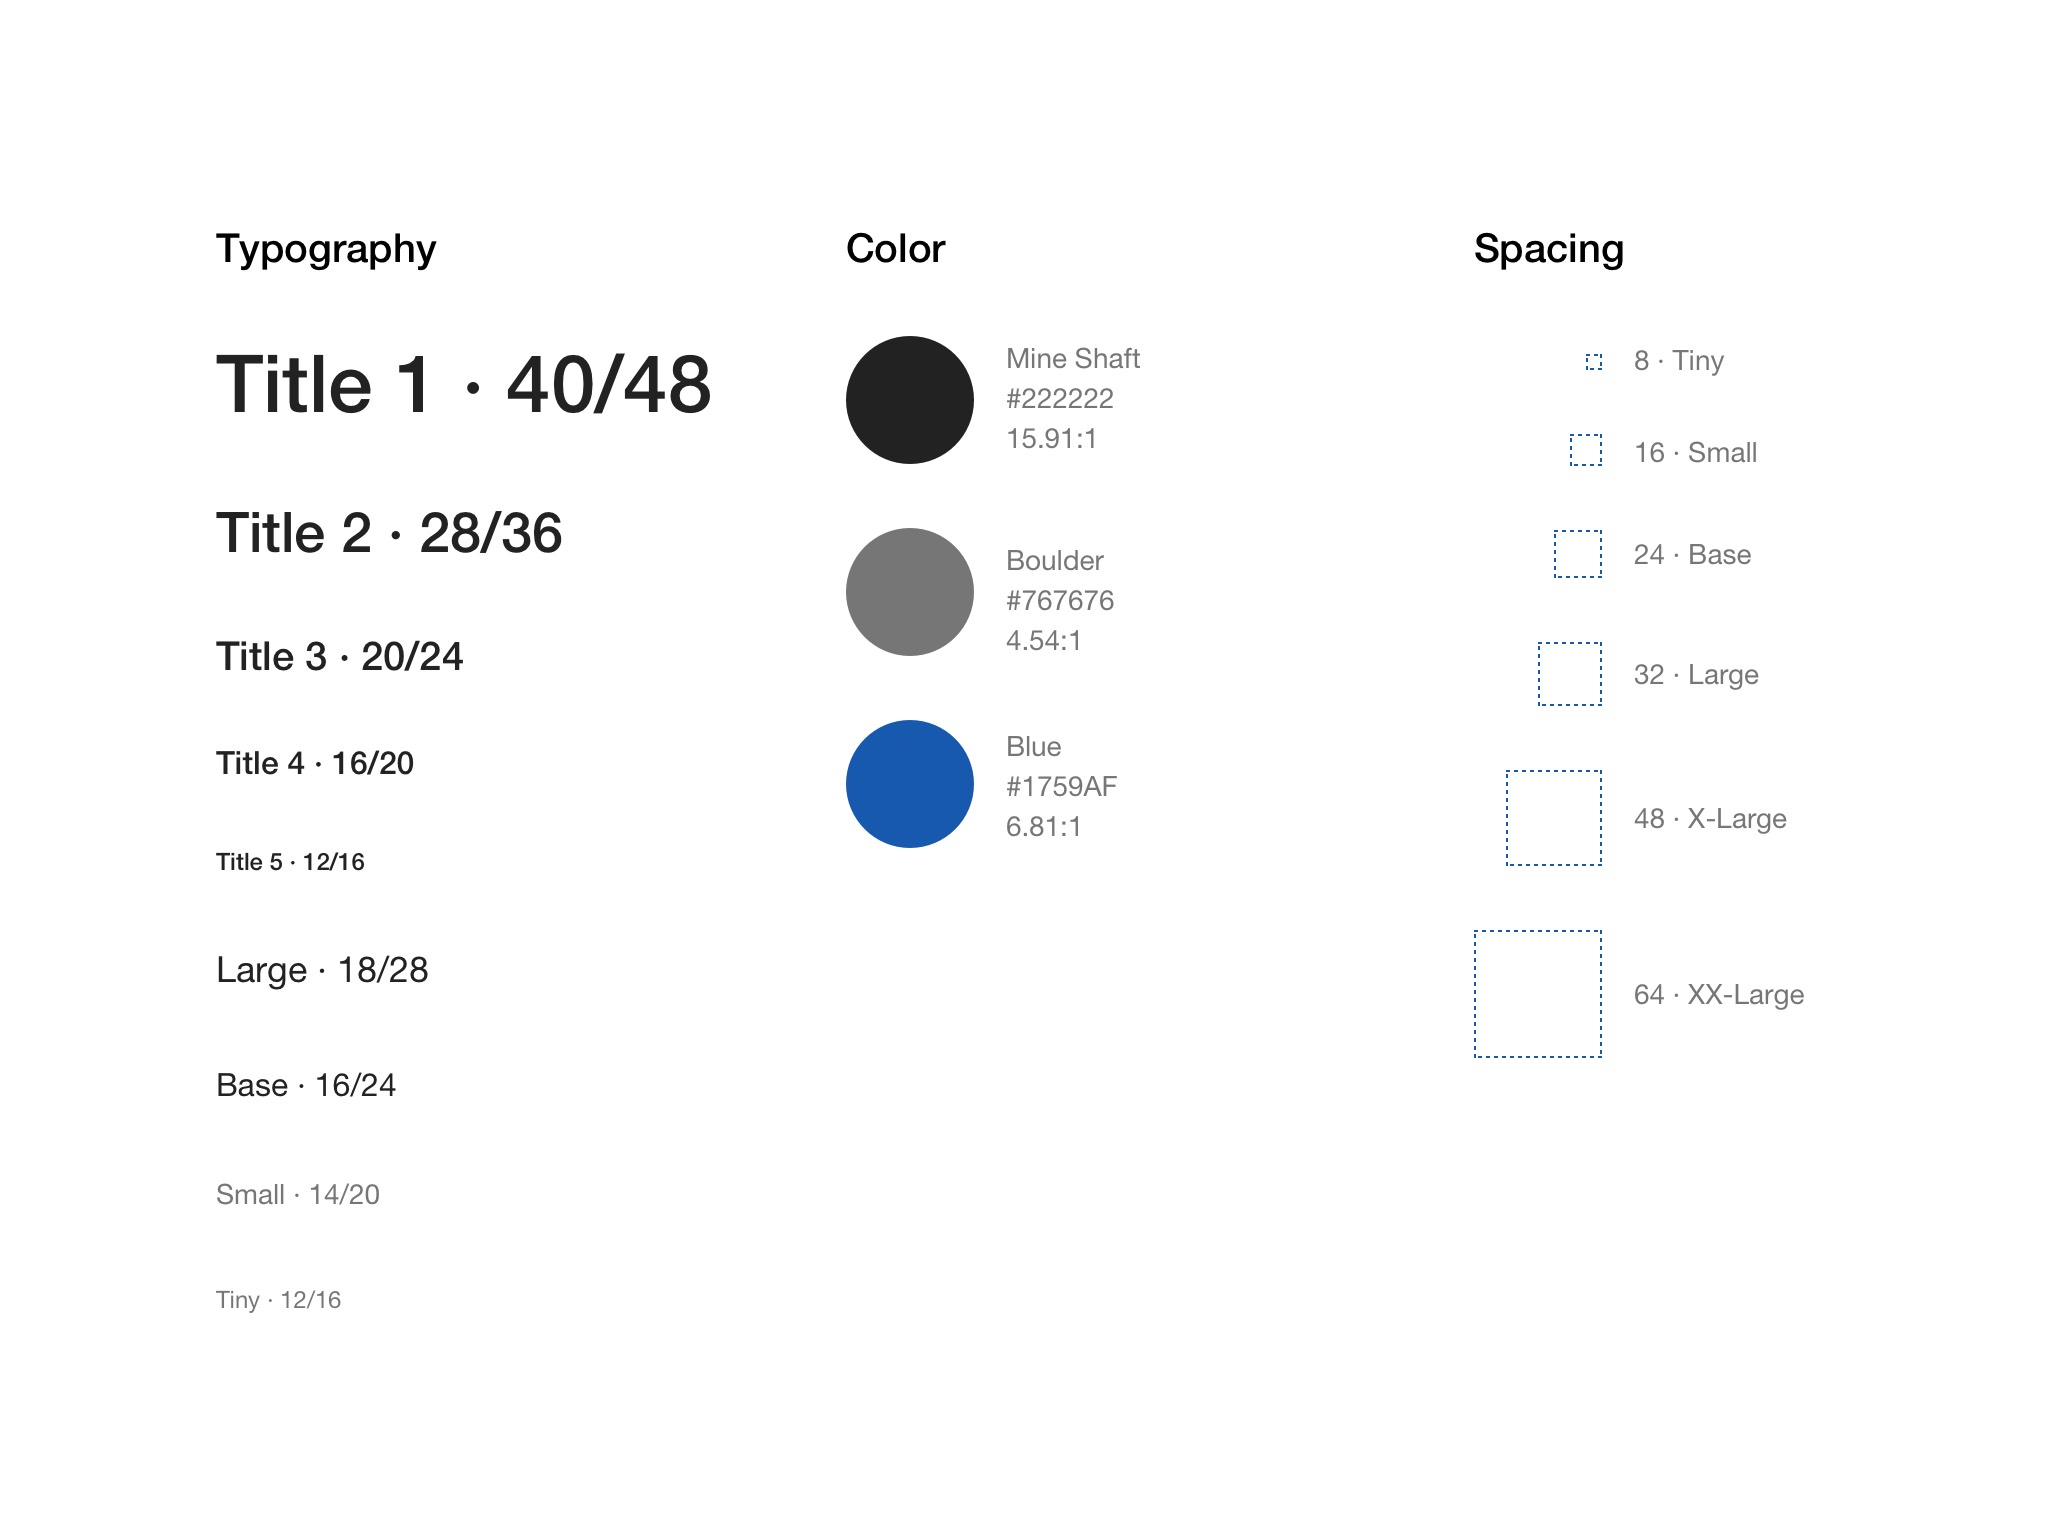 Typography
Title 1 · 40/48
Title 2 · 28/36
Title 3 · 20/24
Title 4 · 16/20
Title 5 · 12/16
Large · 18/28
Base · 16/24
Small · 14/20
Tiny · 12/16
Color
Mine Shaft
#222222
15.91:1
Boulder
#767676
4.54:1
Blue
#1759AF
6.81:1
Spacing
8 · Tiny
16 · Small
24 · Base
32 · Large
48 · X-Large
64 · XX-Large